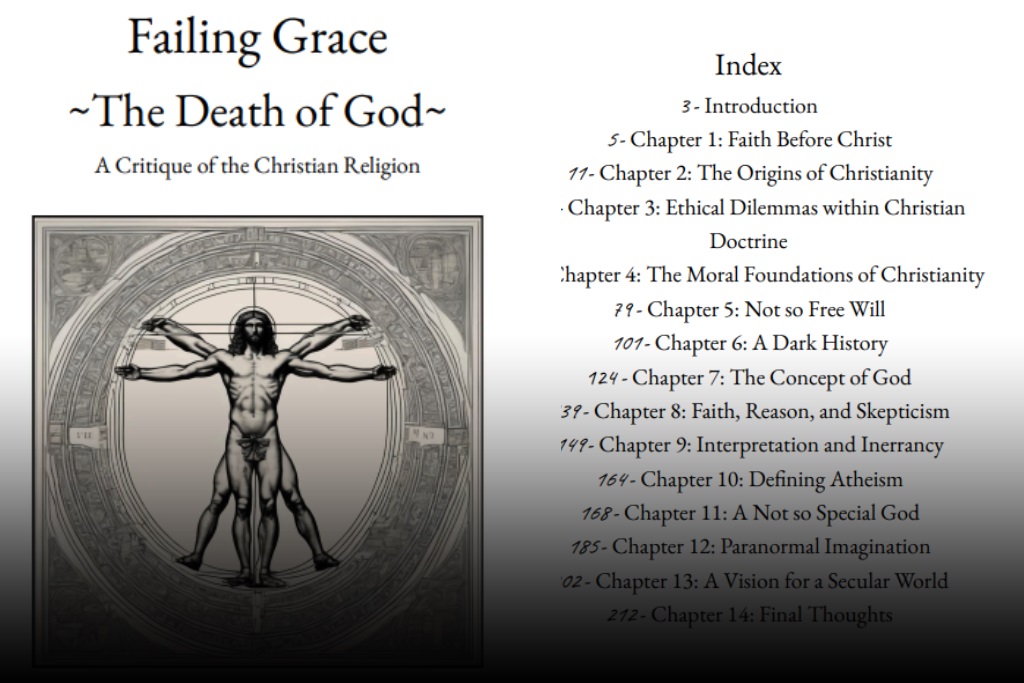 Failing Grace
~The Death of God~
A Critique of the Christian Religion
Index
3 - Introduction
5- Chapter 1: Faith Before Christ
11- Chapter 2: The Origins of Christianity
- Chapter 3: Ethical Dilemmas within Christian
Doctrine
Chapter 4: The Moral Foundations of Christianity
79- Chapter 5: Not so Free Will
101- Chapter 6: A Dark History
124 - Chapter 7: The Concept of God
39- Chapter 8: Faith, Reason, and Skepticism
149- Chapter 9: Interpretation and Inerrancy
164- Chapter 10: Defining Atheism
168- Chapter 11: A Not so Special God
185- Chapter 12: Paranormal Imagination
02- Chapter 13: A Vision for a Secular World
212- Chapter 14: Final Thoughts